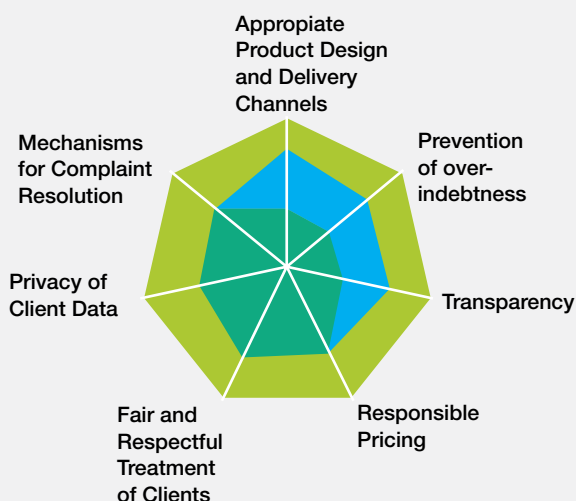 Appropiate
Product Design
and Delivery
Channels
Prevention
of over-
indebtness
Transparency
Responsible
Pricing
Fair and
Respectful
Treatment
of Clients
Privacy of
Client Data
Mechanisms
for Complaint
Resolution